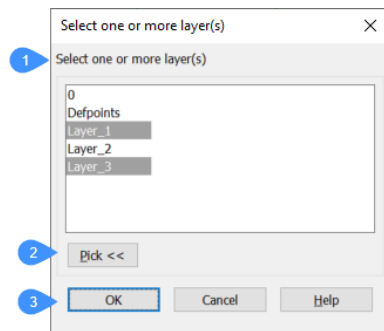 Select one or more layer(s)
1
Select one or more layer(s)
0
Defpoints
Layer_1
Layer_2
Layer_3
2
Pick <<
3
OK Cancel Help